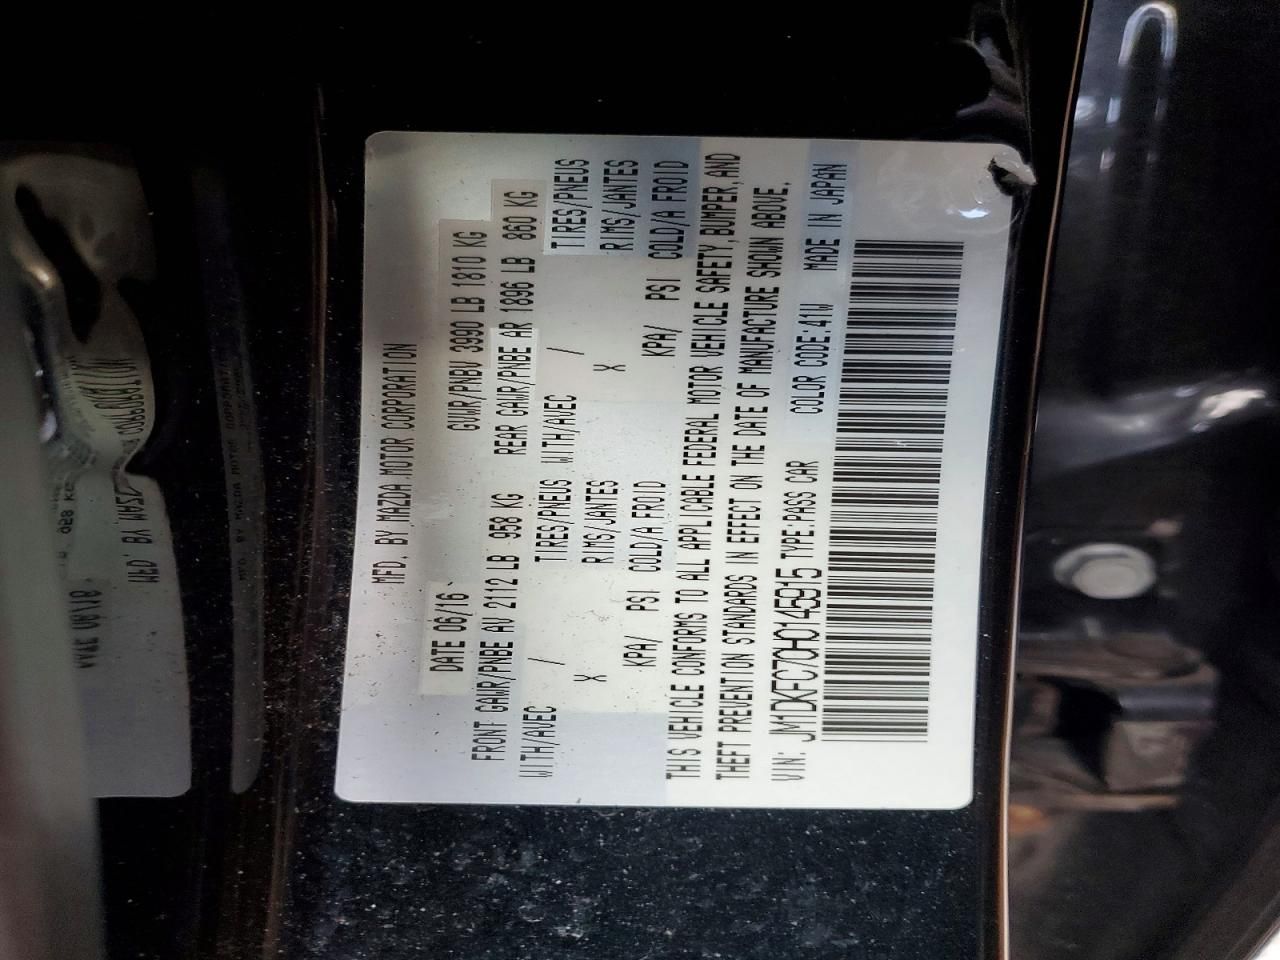 MFD. BY MAZDA MOTOR CORPORATION
DATE 06/16 GVWR/PNBV 3990 LB 1810 KG
FRONT GAWR/PNBE AV 2112 LB 958 KG REAR GAWR/PNBE AR 1896 LB 860 KG
WITH/AVEC / TIRES/PNEUS WITH/AVEC / TIRES/PNEUS
X RIMS/JANTES X RIMS/JANTES
KPA/ PSI COLD/A FROID KPA/ PSI COLD/A FROID
THIS VEHICLE CONFORMS TO ALL APPLICABLE FEDERAL MOTOR VEHICLE SAFETY, BUMPER, AND
THEFT PREVENTION STANDARDS IN EFFECT ON THE DATE OF MANUFACTURE SHOWN ABOVE.
VIN: JM1DKFC70H0145915 TYPE:PASS CAR COLOR CODE:41W MADE IN JAPAN